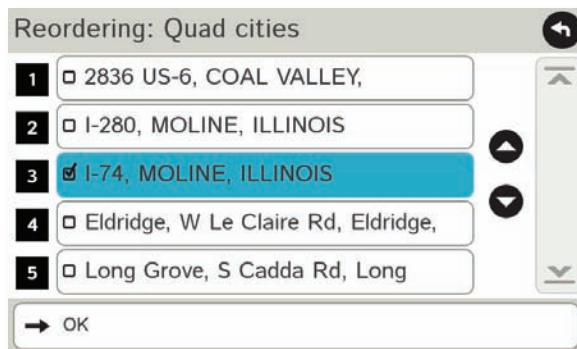 Reordering: Quad cities
1 2836 US-6, COAL VALLEY,
2 I-280, MOLINE, ILLINOIS
3 I-74, MOLINE, ILLINOIS
4 Eldridge, W Le Claire Rd, Eldridge,
5 Long Grove, S Cadda Rd, Long
OK